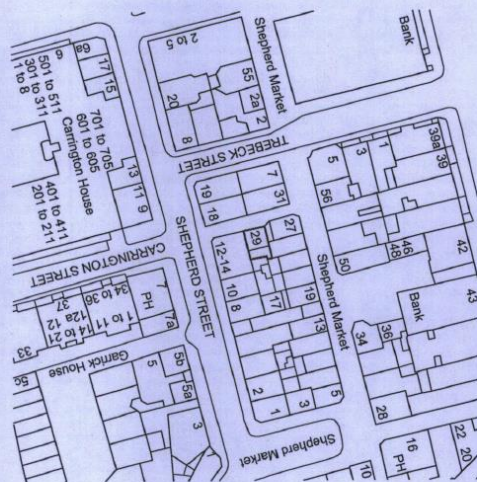 2 to 5
Shepherd Market
Bank
6
6a
17
15
501 to 511
301 to 311
1 to 8
Carrington House
701 to 705
601 to 605
401 to 411
201 to 211
13
11
9
20
8
55
2a
2
TREBECK STREET
39a
39
1
3
5
56
7
31
19
18
SHEPHERD STREET
CARRINGTON STREET
12-14
10
8
29
27
17
19
13
Shepherd Market
50
48
46
42
43
Bank
36
34
28
7
PH
7a
34 to 36
37
1 to 11
12a
12
14 to 21
33
Garrick House
5c
5
5b
5a
3
2
1
3
5
Shepherd Market
10
16
PH
22
20